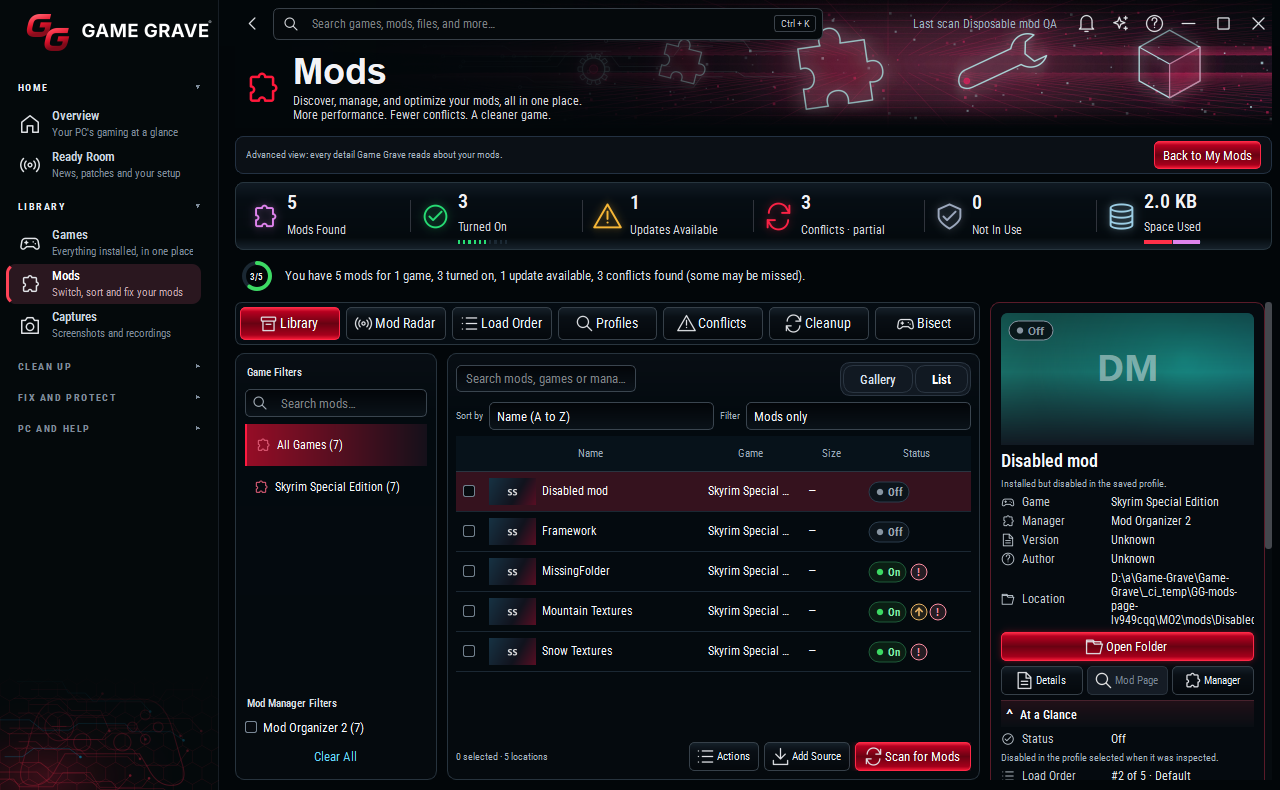 GG GAME GRAVE
Search games, mods, files, and more...
Ctrl + K
Last scan Disposable mod QA
HOME
Overview
Your PC's gaming at a glance
Ready Room
News, patches and your setup
LIBRARY
Games
Everything installed, in one place
Mods
Switch, sort and fix your mods
Captures
Screenshots and recordings
CLEAN UP
FIX AND PROTECT
PC AND HELP
Mods
Discover, manage, and optimize your mods, all in one place.
More performance. Fewer conflicts. A cleaner game.
Advanced view: every detail Game Grave reads about your mods.
Back to My Mods
5
Mods Found
3
Turned On
1
Updates Available
3
Conflicts · partial
0
Not In Use
2.0 KB
Space Used
3/5
You have 5 mods for 1 game, 3 turned on, 1 update available, 3 conflicts found (some may be missed).
Library
Mod Radar
Load Order
Profiles
Conflicts
Cleanup
Bisect
Game Filters
Search mods...
All Games (7)
Skyrim Special Edition (7)
Mod Manager Filters
Mod Organizer 2 (7)
Clear All
Search mods, games or mana...
Gallery
List
Sort by
Name (A to Z)
Filter
Mods only
Name Game Size Status
SS Disabled mod Skyrim Special ... – Off
SS Framework Skyrim Special ... – Off
SS MissingFolder Skyrim Special ... – On !
SS Mountain Textures Skyrim Special ... – On !
SS Snow Textures Skyrim Special ... – On !
0 selected · 5 locations
Actions
Add Source
Scan for Mods
Off
DM
Disabled mod
Installed but disabled in the saved profile.
Game Skyrim Special Edition
Manager Mod Organizer 2
Version Unknown
Author Unknown
Location
D:\a\Game-Grave\Game-
Grave\_ci_temp\GG-mods-
page-
lv949cqq\MO2\mods\Disabled
Open Folder
Details
Mod Page
Manager
At a Glance
Status Off
Disabled in the profile selected when it was inspected.
Load Order #2 of 5 · Default